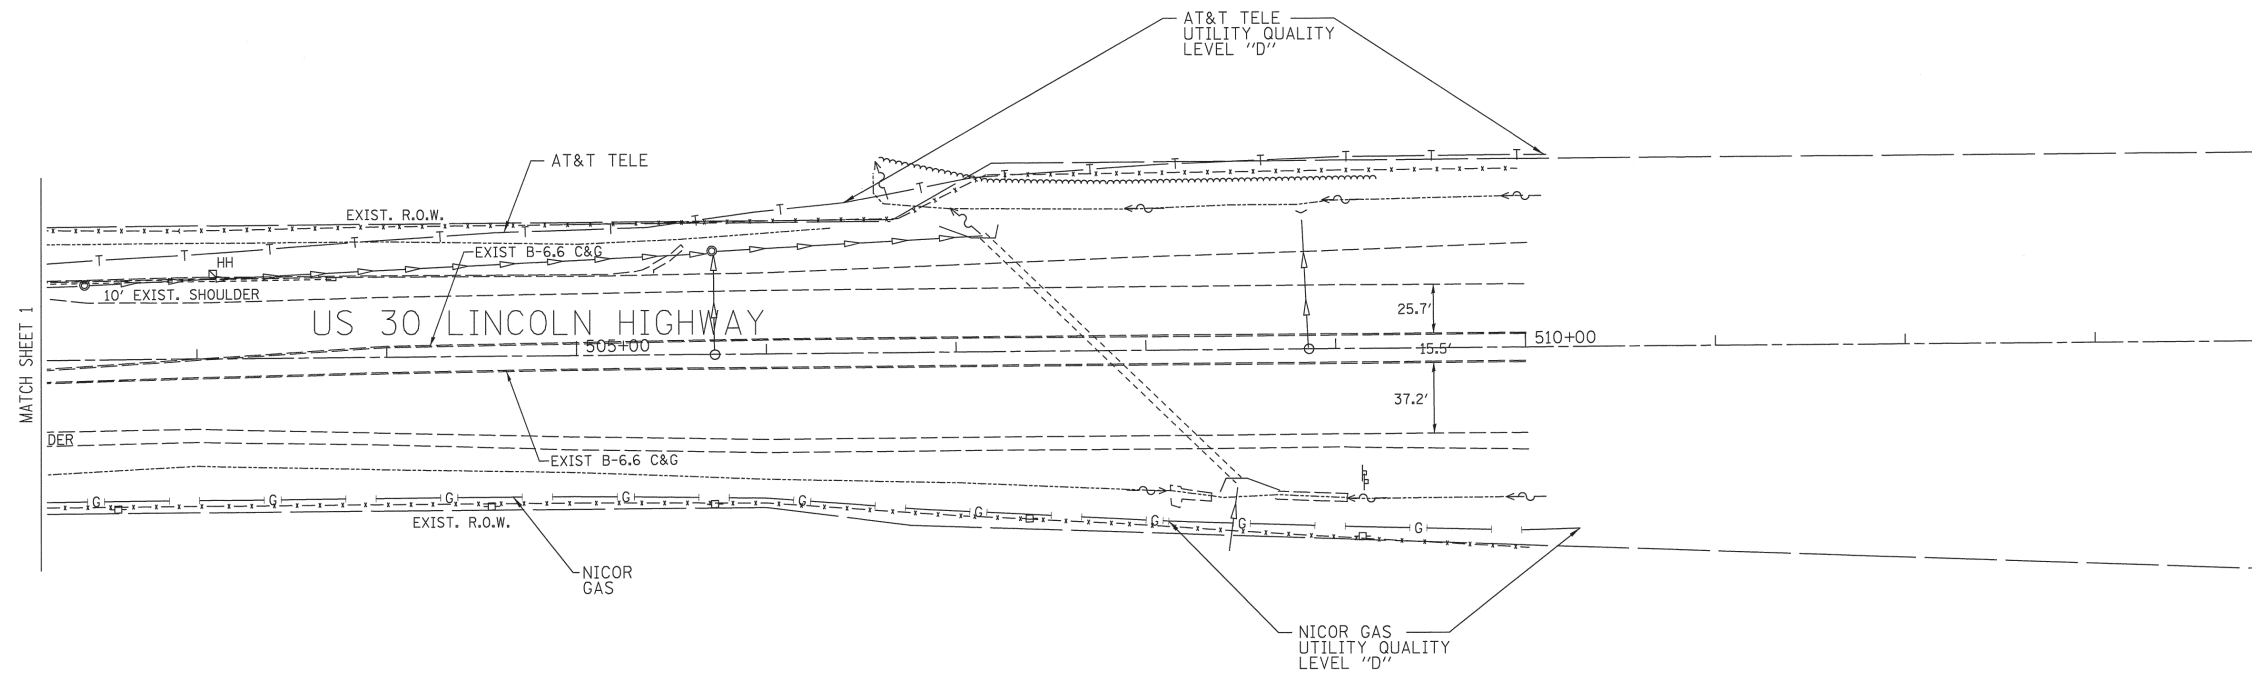 AT&T TELE
UTILITY QUALITY
LEVEL "D"
AT&T TELE
EXIST. R.O.W.
T T T T T T T T T T T T T T T T T
EXIST B-6.6 C&G
HH
10' EXIST. SHOULDER
25.7'
US 30 LINCOLN HIGHWAY
MATCH SHEET 1
505+00
510+00
15.5'
37.2'
DER
EXIST B-6.6 C&G
G G G G G G G G G
EXIST. R.O.W.
NICOR
GAS
NICOR GAS
UTILITY QUALITY
LEVEL "D"